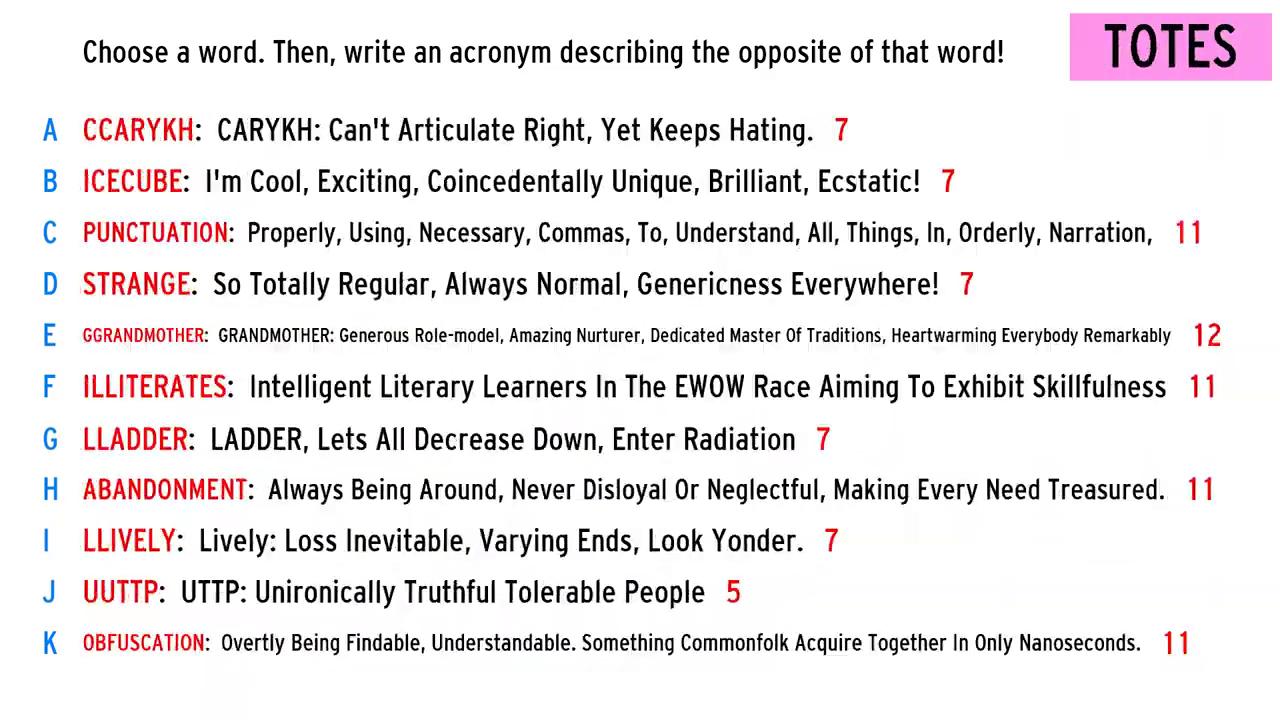 Choose a word. Then, write an acronym describing the opposite of that word!
TOTES
A CCARYKH: CARYKH: Can't Articulate Right, Yet Keeps Hating. 7
B ICECUBE: I'm Cool, Exciting, Coincedentally Unique, Brilliant, Ecstatic! 7
C PUNCTUATION: Properly, Using, Necessary, Commas, To, Understand, All, Things, In, Orderly, Narration, 11
D STRANGE: So Totally Regular, Always Normal, Genericness Everywhere! 7
E GGRANDMOTHER: GRANDMOTHER: Generous Role-model, Amazing Nurturer, Dedicated Master Of Traditions, Heartwarming Everybody Remarkably 12
F ILLITERATES: Intelligent Literary Learners In The EWOW Race Aiming To Exhibit Skillfulness 11
G LLADDER: LADDER, Lets All Decrease Down, Enter Radiation 7
H ABANDONMENT: Always Being Around, Never Disloyal Or Neglectful, Making Every Need Treasured. 11
I LLIVELY: Lively: Loss Inevitable, Varying Ends, Look Yonder. 7
J UUTTP: UTTP: Unironically Truthful Tolerable People 5
K OBFUSCATION: Overtly Being Findable, Understandable. Something Commonfolk Acquire Together In Only Nanoseconds. 11